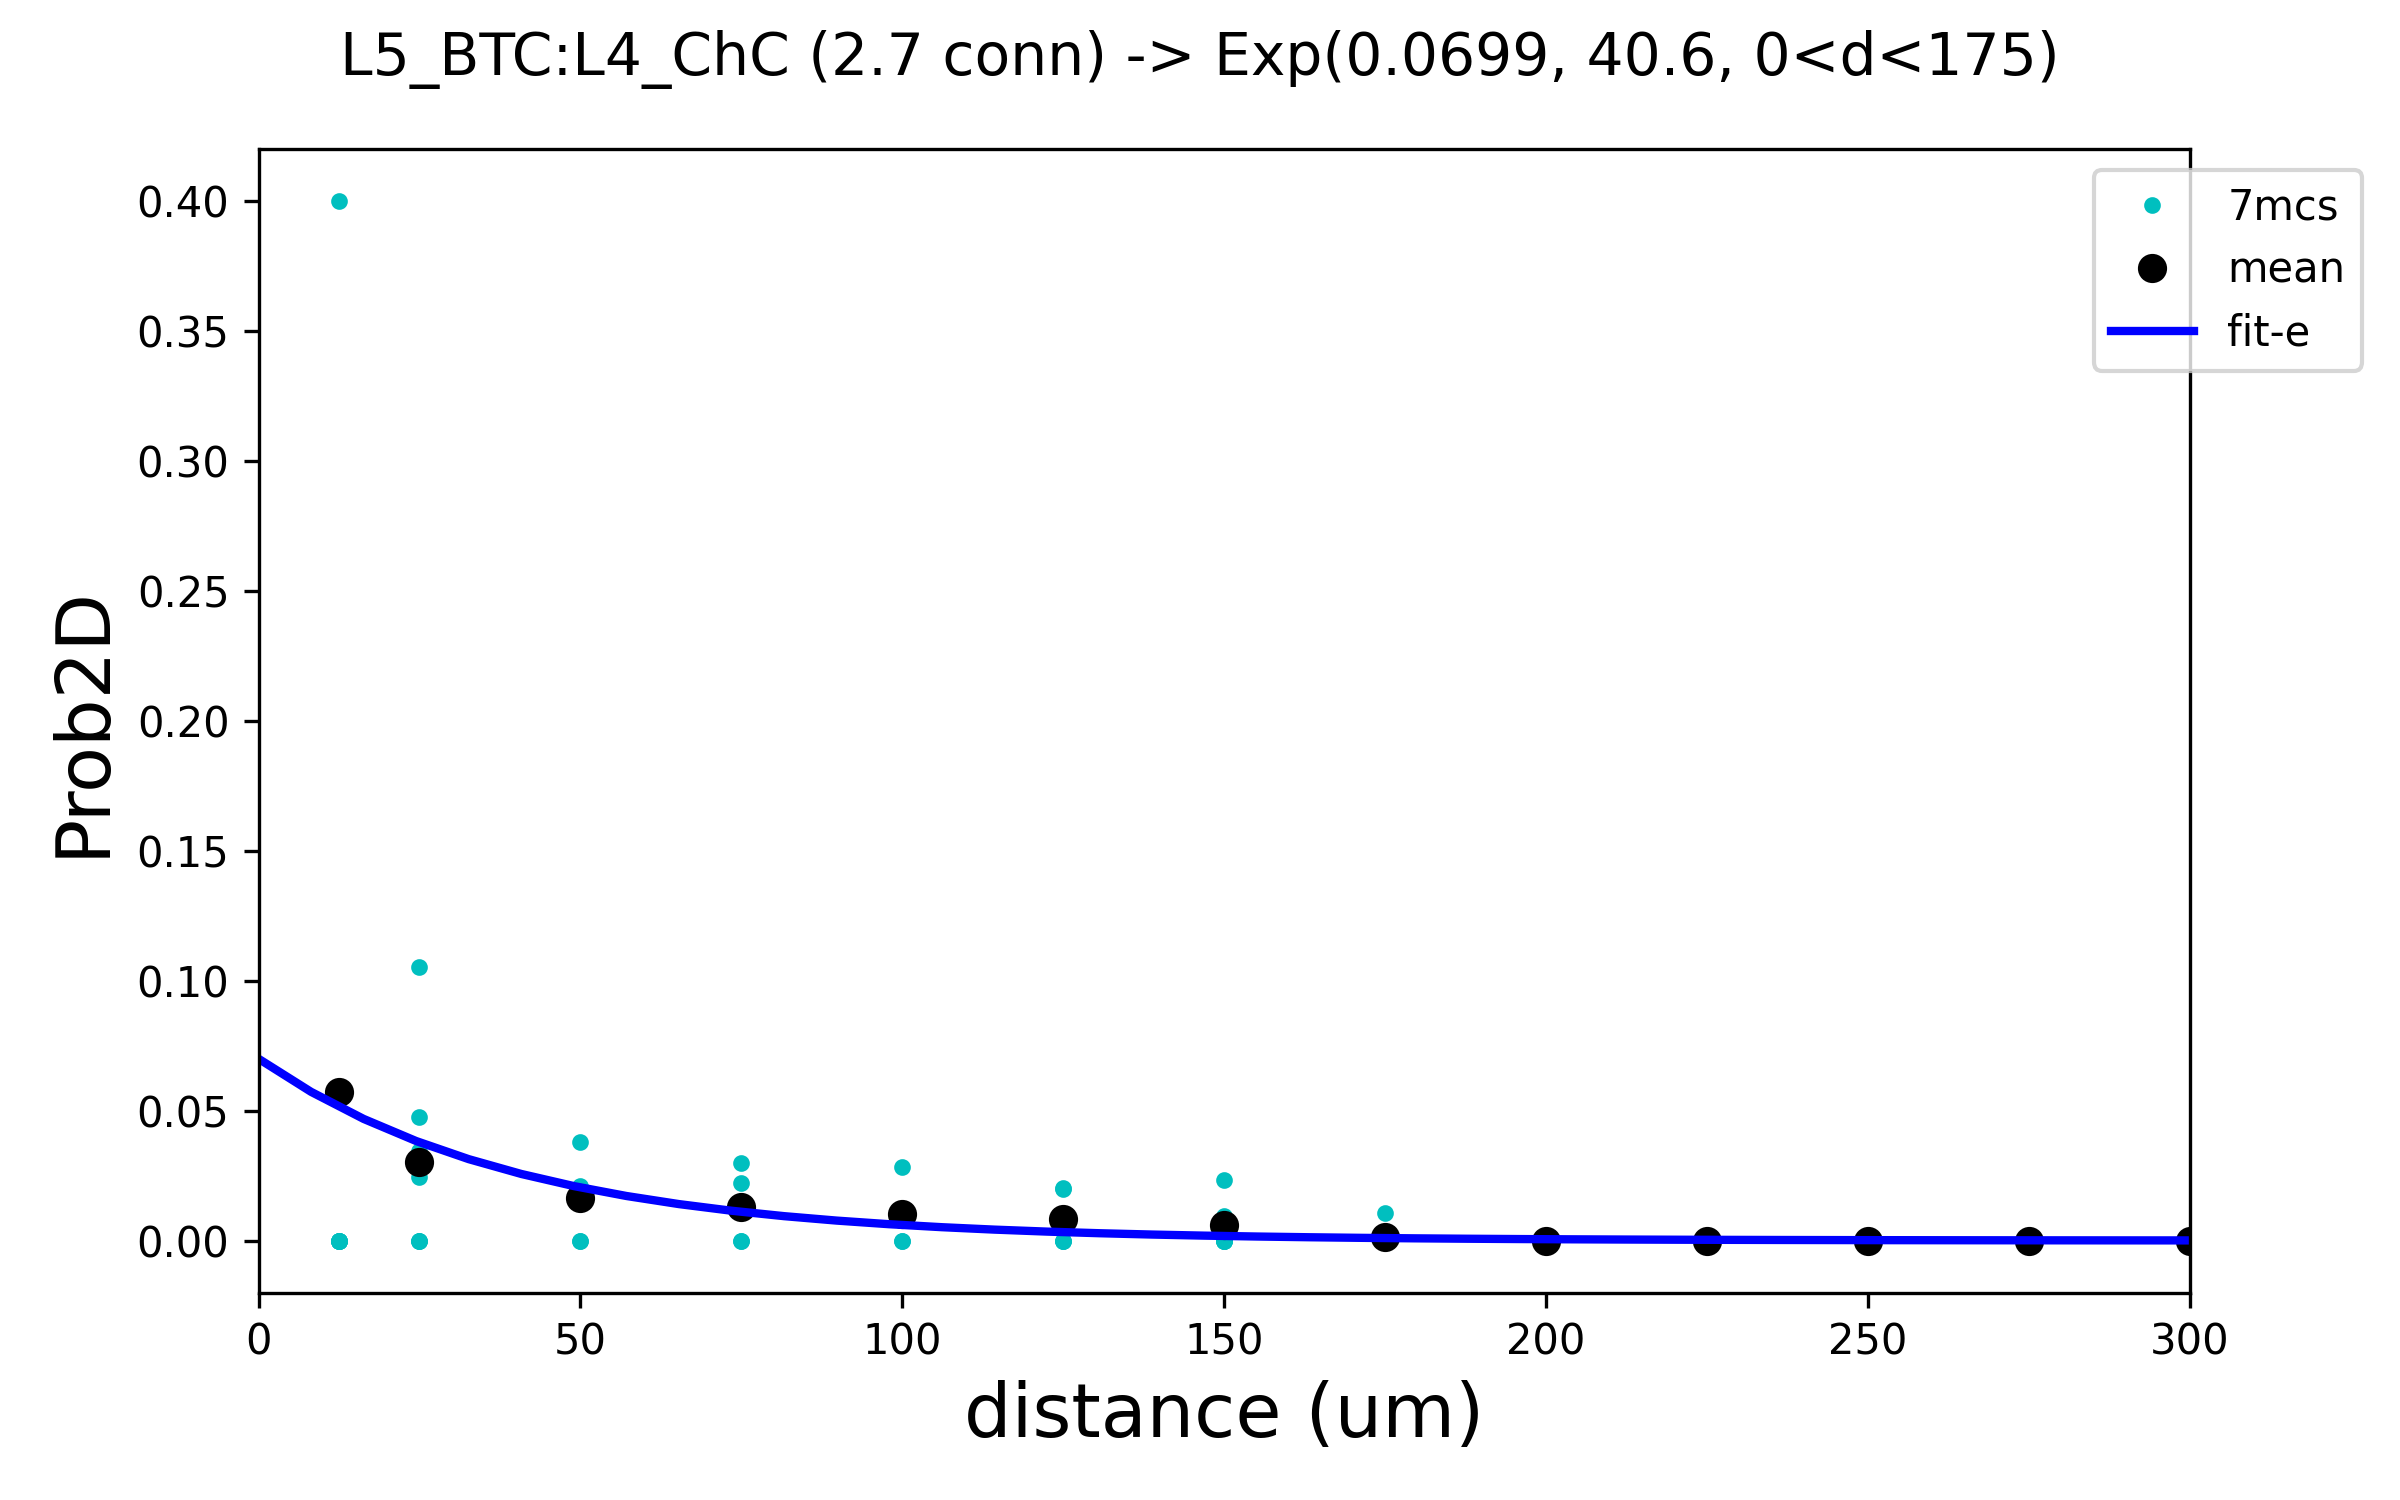 L5_BTC:L4_ChC (2.7 conn) -> Exp(0.0699, 40.6, 0<d<175)
7mcs
mean
fit-e
Prob2D
0.40
0.35
0.30
0.25
0.20
0.15
0.10
0.05
0.00
0 50 100 150 200 250 300
distance (um)